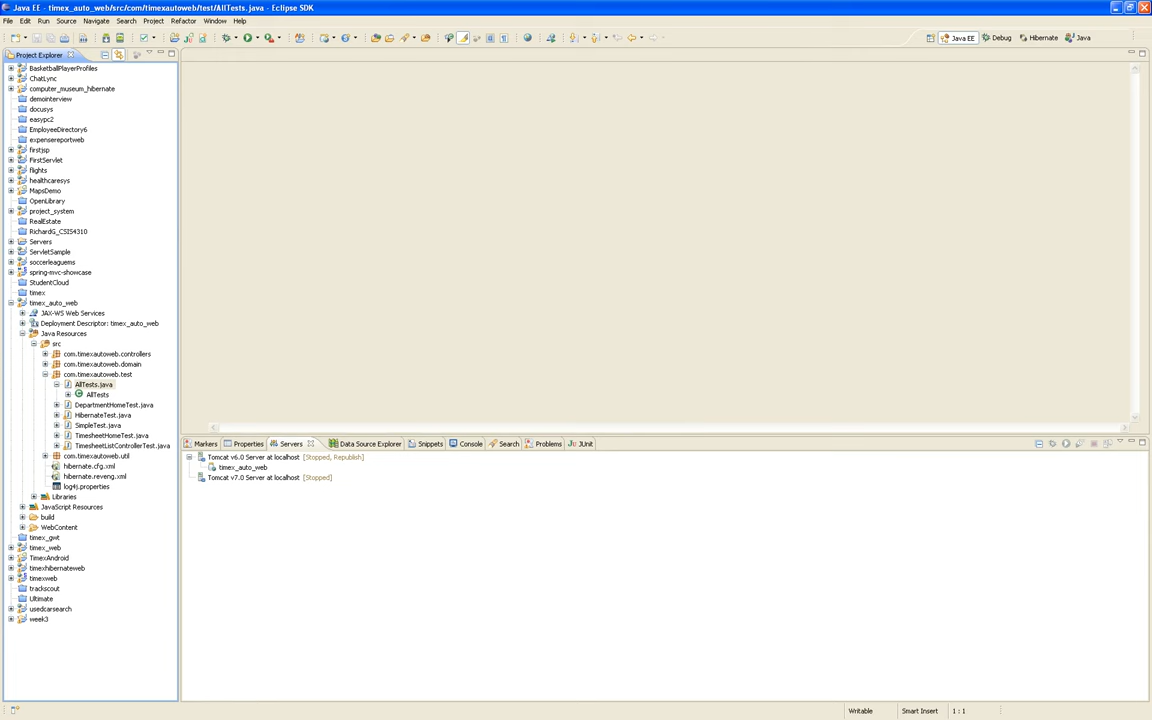 Java EE - timex_auto_web/src/com/timexautoweb/test/AllTests.java - Eclipse SDK
File Edit Run Source Navigate Search Project Refactor Window Help
Java EE Debug Hibernate Java
Project Explorer
BasketballPlayerProfiles
ChatLync
computer_museum_hibernate
demointerview
docusys
easypc2
EmployeeDirectory6
expensereportweb
firstjsp
FirstServlet
flights
healthcaresys
MapsDemo
OpenLibrary
project_system
RealEstate
RichardG_CSIS4310
Servers
ServletSample
soccerleaguems
spring-mvc-showcase
StudentCloud
timex
timex_auto_web
JAX-WS Web Services
Deployment Descriptor: timex_auto_web
Java Resources
src
com.timexautoweb.controllers
com.timexautoweb.domain
com.timexautoweb.test
AllTests.java
AllTests
DepartmentHomeTest.java
HibernateTest.java
SimpleTest.java
TimesheetHomeTest.java
TimesheetListControllerTest.java
com.timexautoweb.util
hibernate.cfg.xml
hibernate.reveng.xml
log4j.properties
Libraries
JavaScript Resources
build
WebContent
timex_gwt
timex_web
TimexAndroid
timexhibernateweb
timexweb
trackscout
Ultimate
usedcarsearch
week3
Markers Properties Servers Data Source Explorer Snippets Console Search Problems JUnit
Tomcat v6.0 Server at localhost [Stopped, Republish]
timex_auto_web
Tomcat v7.0 Server at localhost [Stopped]
Writable Smart Insert 1 : 1